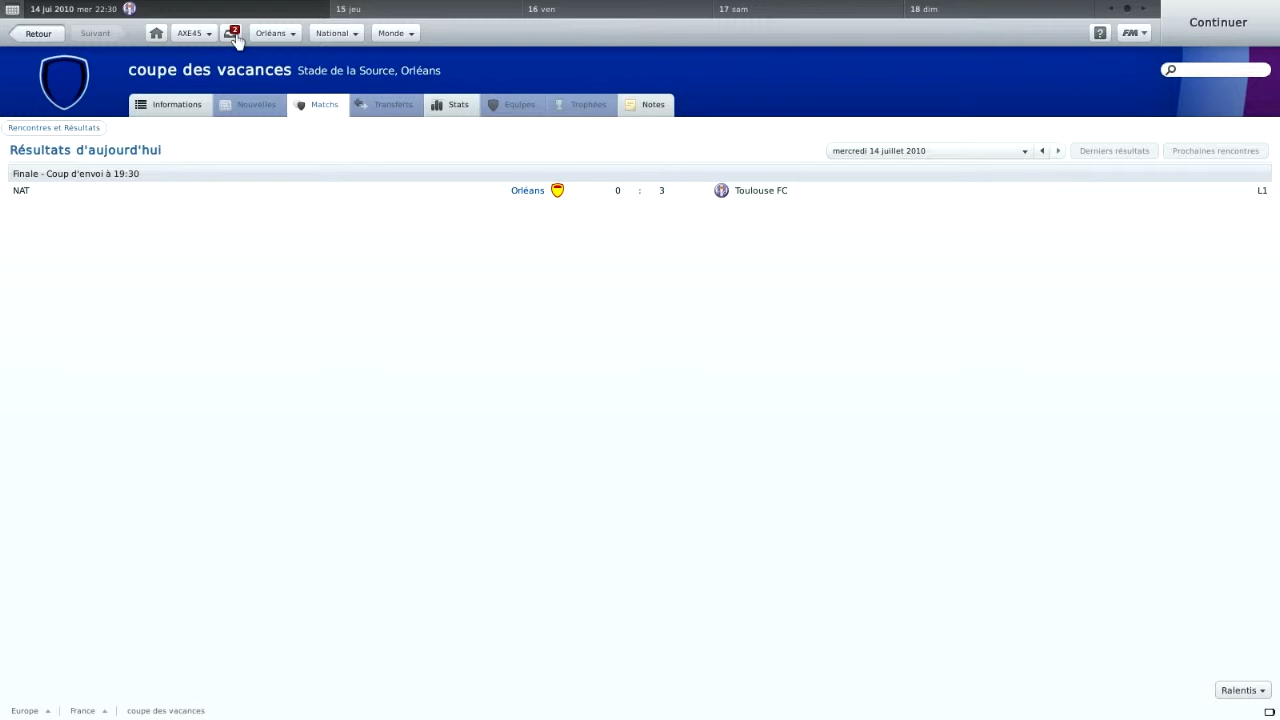 14 jui 2010 mer 22:30 15 jeu 16 ven 17 sam 18 dim
Continuer
Retour Suivant AXE45 2 Orléans National Monde ? FM
coupe des vacances Stade de la Source, Orléans
Informations Nouvelles Matchs Transferts Stats Equipes Trophées Notes
Rencontres et Résultats
Résultats d'aujourd'hui mercredi 14 juillet 2010 Derniers résultats Prochaines rencontres
Finale - Coup d'envoi à 19:30
NAT Orléans 0 : 3 Toulouse FC L1
Ralentis
Europe France coupe des vacances